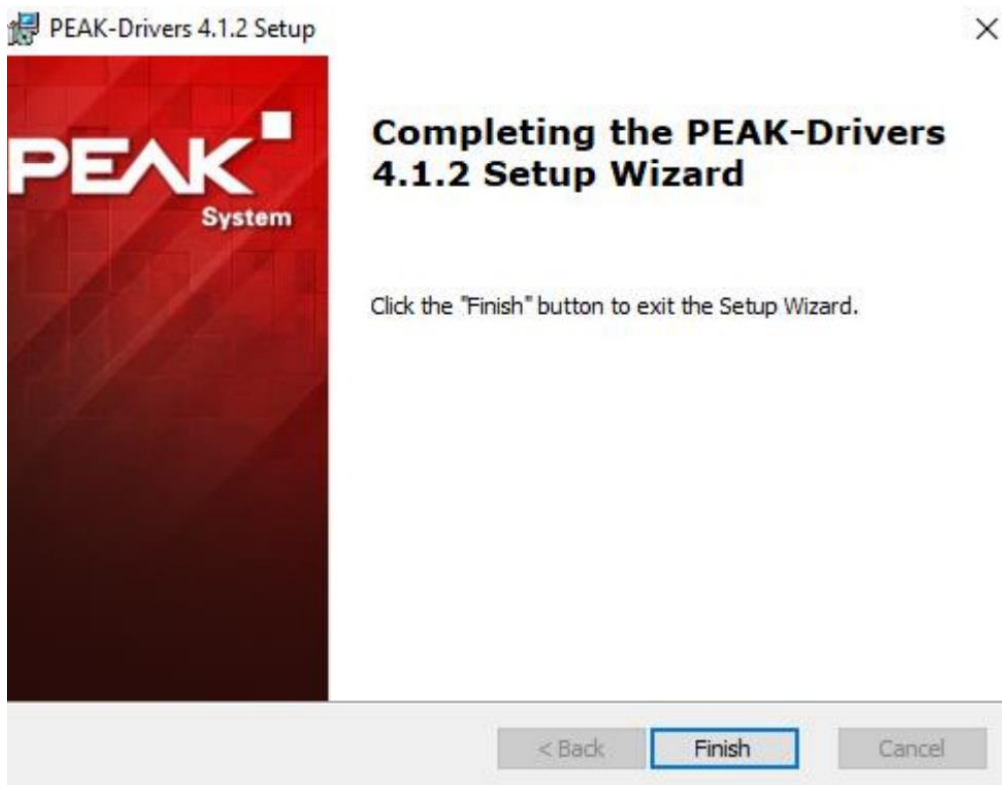 PEAK-Drivers 4.1.2 Setup
PEAK
System
Completing the PEAK-Drivers
4.1.2 Setup Wizard
Click the "Finish" button to exit the Setup Wizard.
< Back
Finish
Cancel